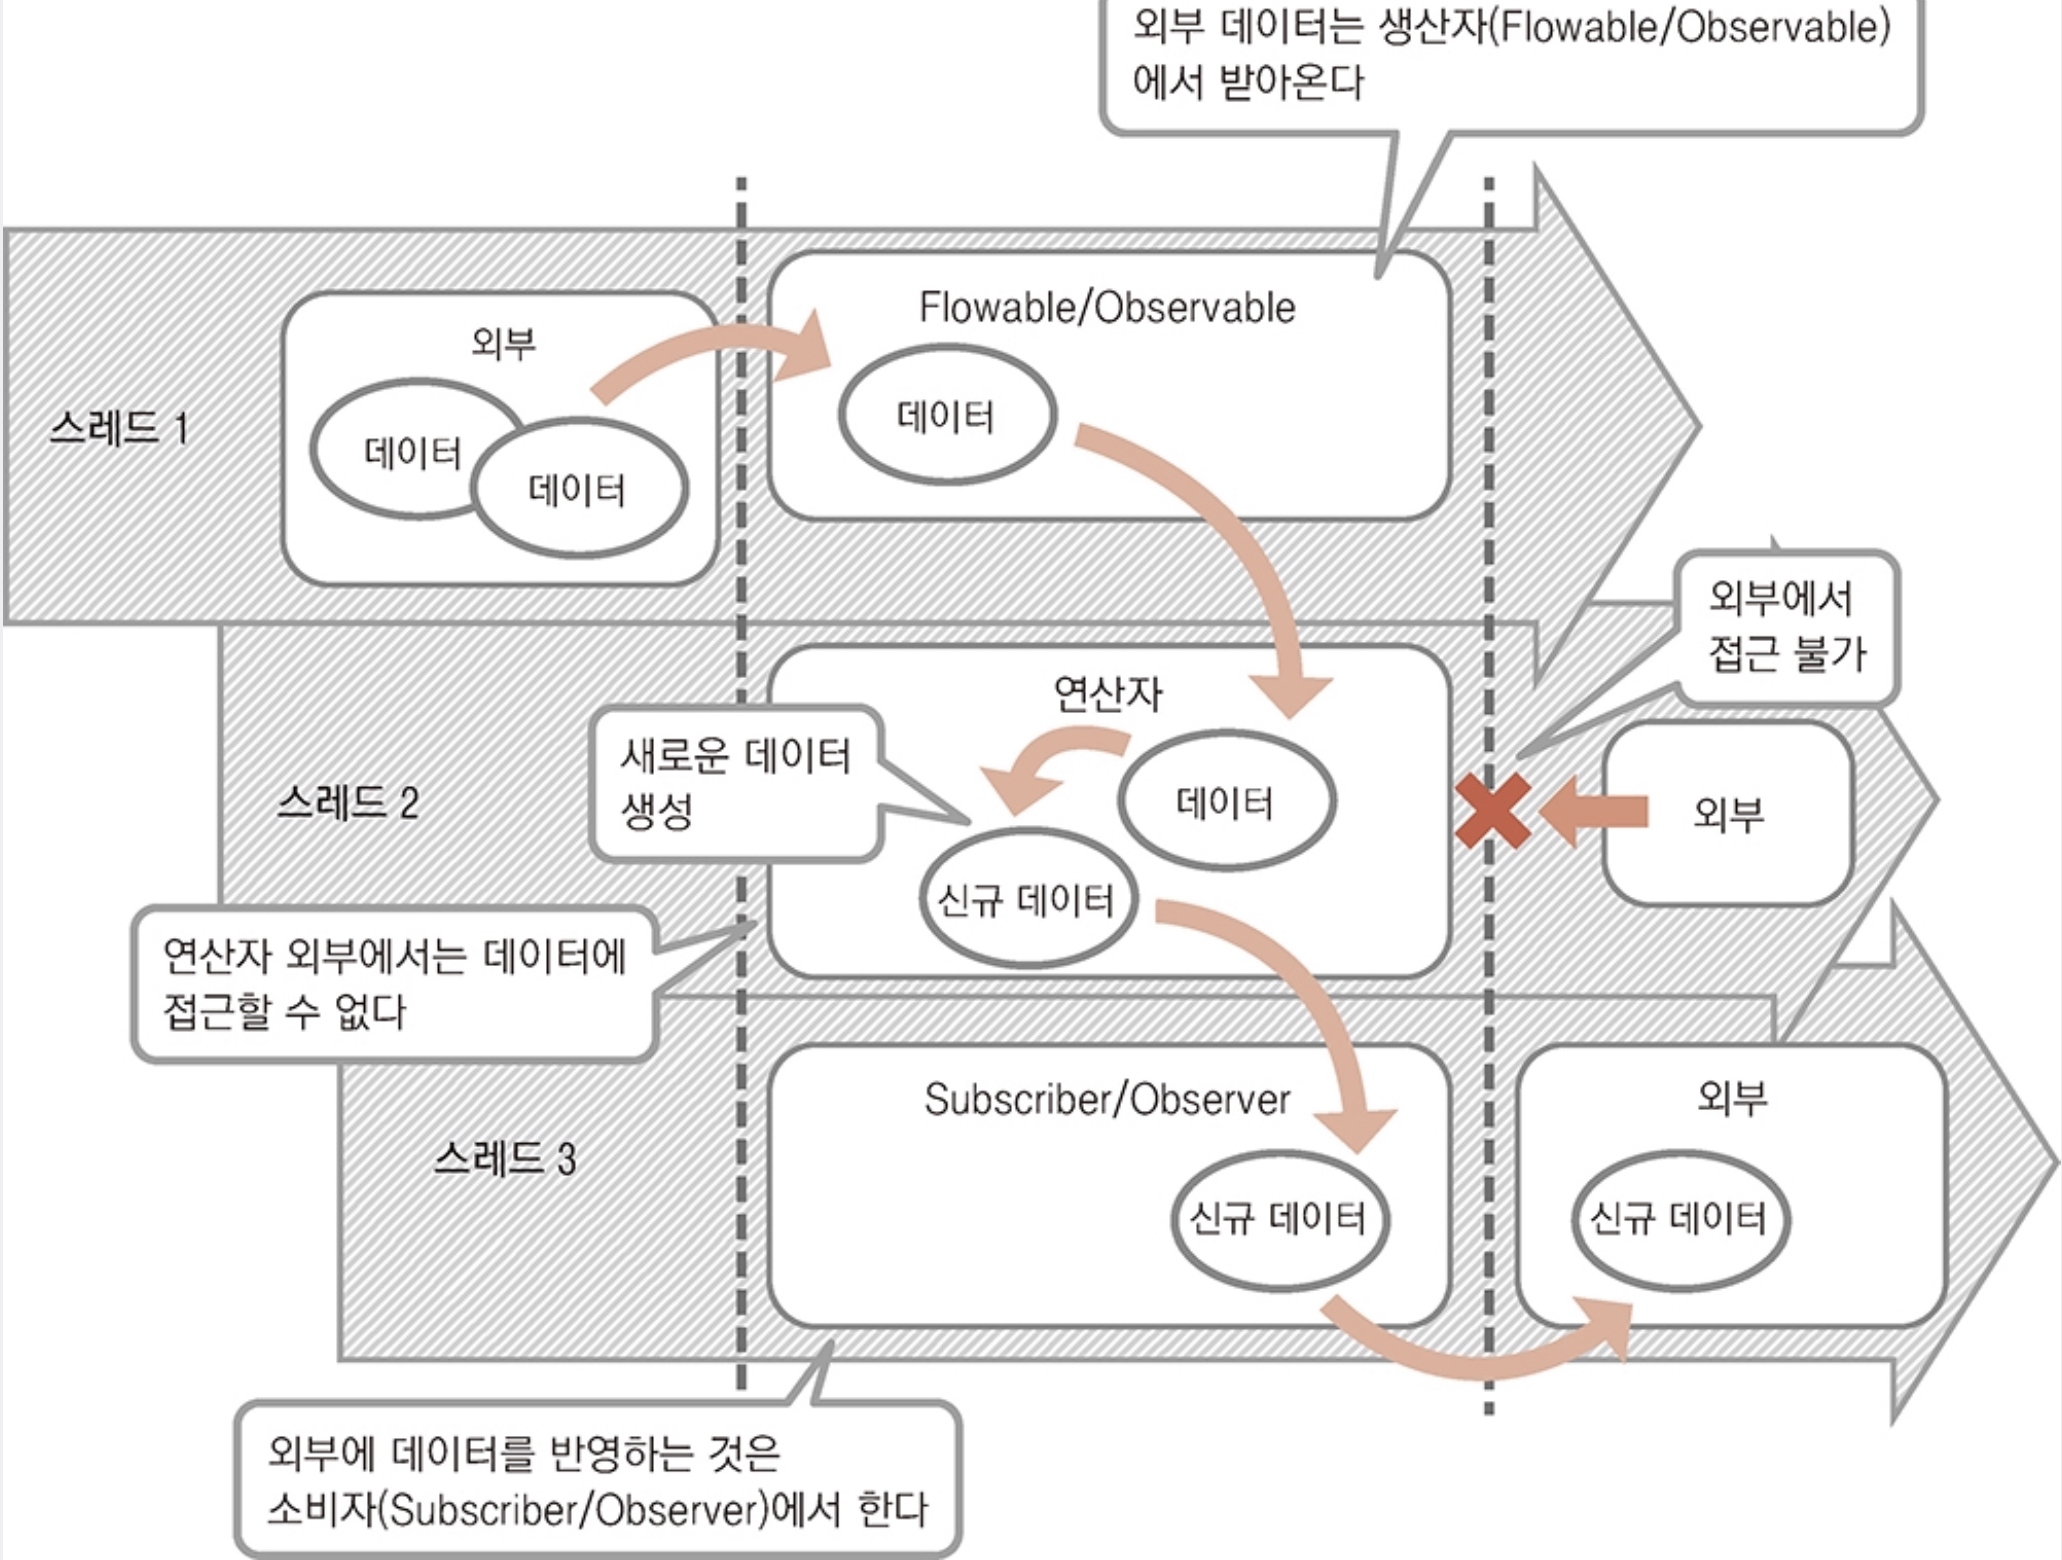 외부 데이터는 생산자(Flowable/Observable)
에서 받아온다
Flowable/Observable
외부
데이터
데이터
데이터
스레드 1
외부에서
접근 불가
연산자
새로운 데이터
생성
데이터
외부
스레드 2
신규 데이터
연산자 외부에서는 데이터에
접근할 수 없다
Subscriber/Observer
외부
스레드 3
신규 데이터
신규 데이터
외부에 데이터를 반영하는 것은
소비자(Subscriber/Observer)에서 한다